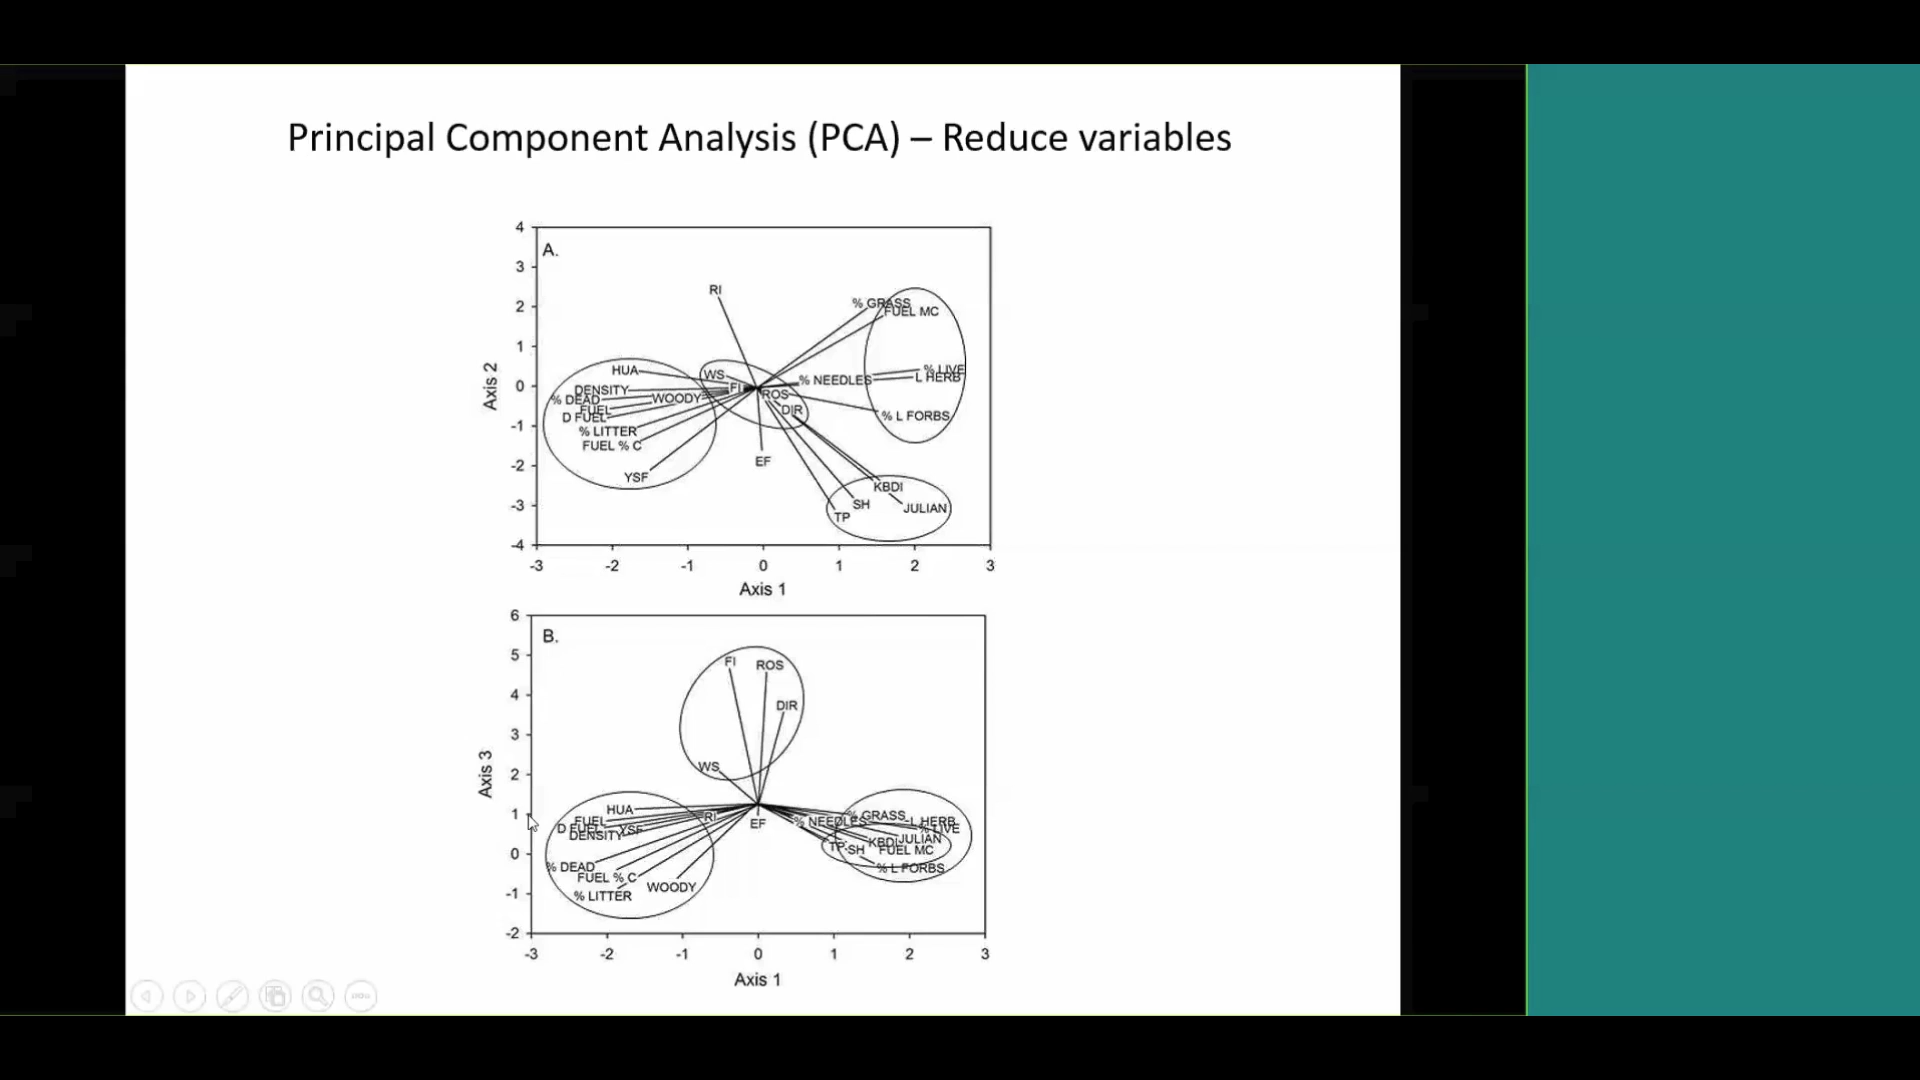 Principal Component Analysis (PCA) – Reduce variables
4
A.
3
RI
2
% GRASS
FUEL MC
1
HUA
WS
% LIVE
L HERB
0
DENSITY
FI
% NEEDLES
% DEAD
WOODY
ROS
FUEL
DIR
D FUEL
% L FORBS
-1
% LITTER
FUEL % C
EF
-2
YSF
KBDI
-3
SH
JULIAN
TP
-4
-3 -2 -1 0 1 2 3
Axis 2
Axis 1
6
B.
5
FI
ROS
4
DIR
3
2
WS
1
HUA
RI
% GRASS
FUEL
EF
% NEEDLES
L HERB
D FUEL
YSF
% LIVE
DENSITY
JULIAN
KBDI
TP
SH
FUEL MC
0
% DEAD
% L FORBS
FUEL % C
WOODY
-1
% LITTER
-2
-3 -2 -1 0 1 2 3
Axis 3
Axis 1